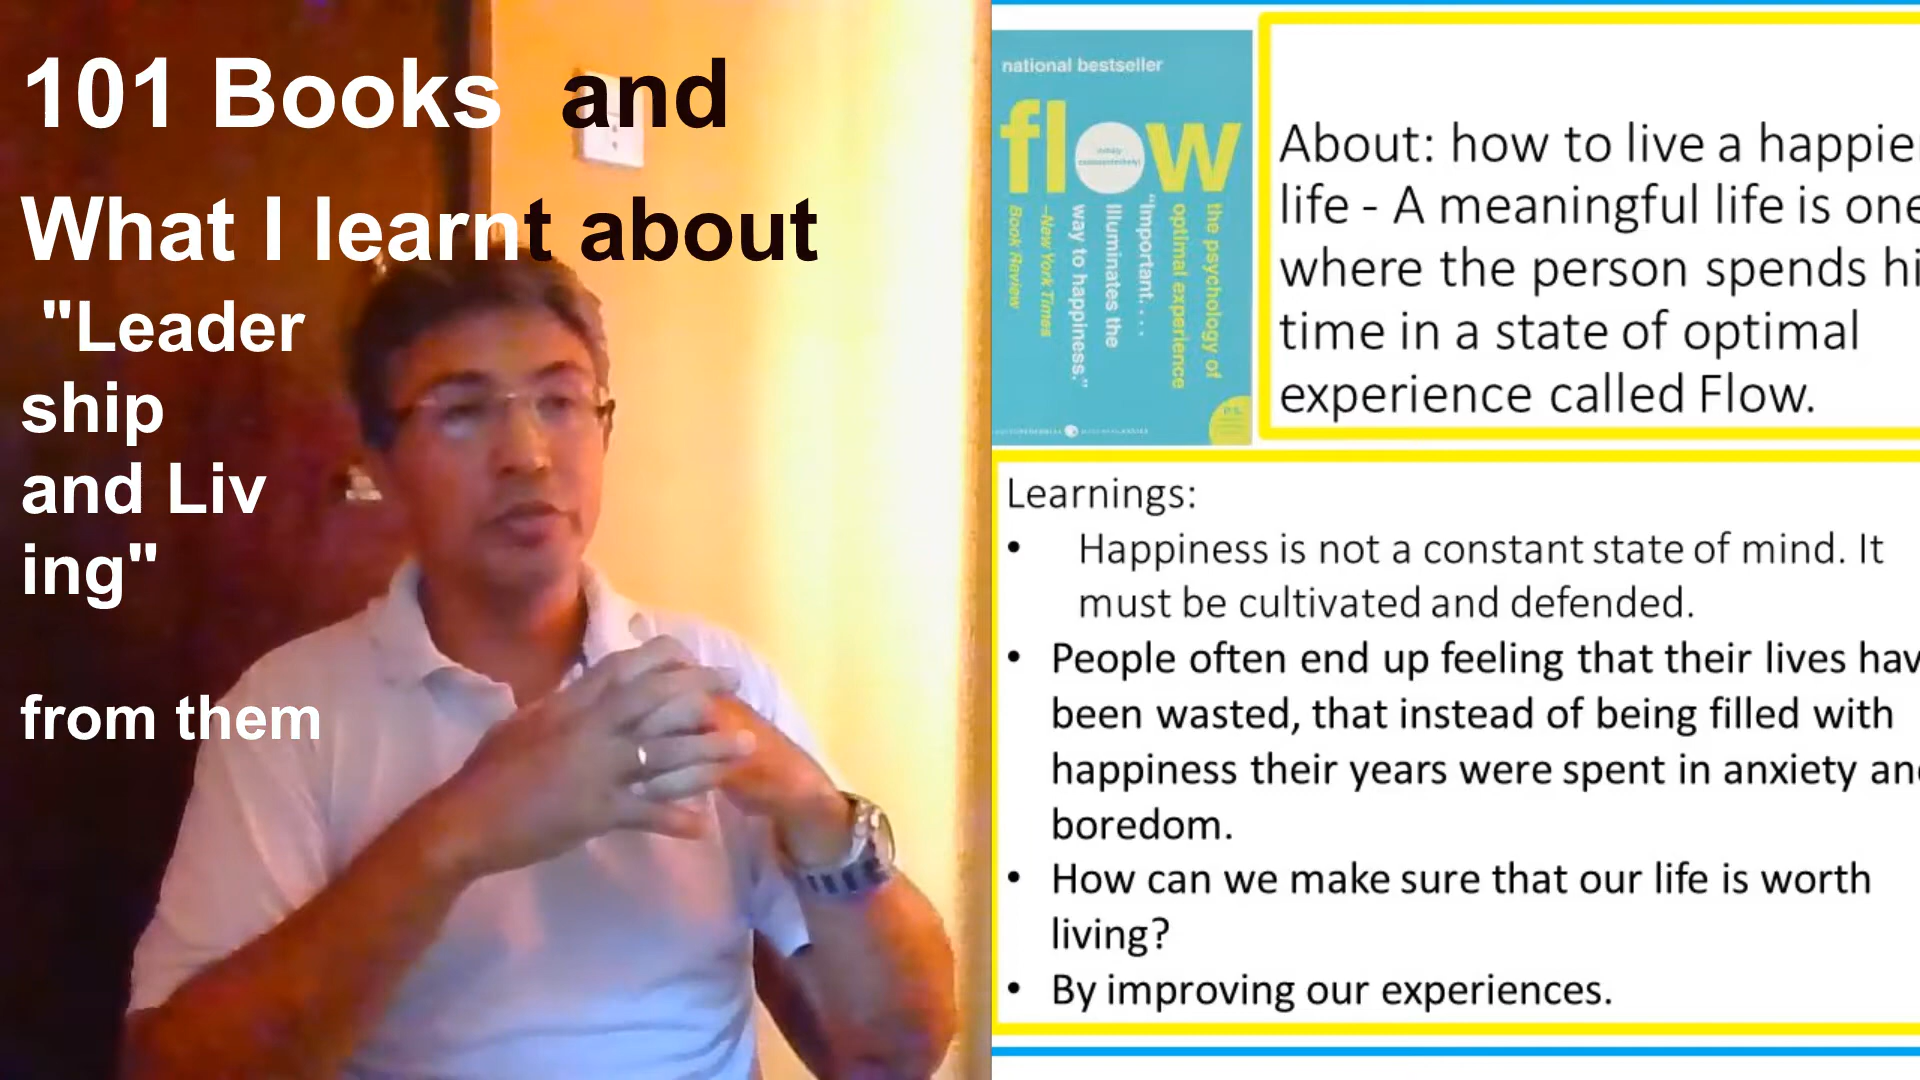 101 Books and
What I learnt about
"Leader
ship
and Liv
ing"
from them
national bestseller
flow
the psychology of
optimal experience
"Important. . . .
Illuminates the
way to happiness."
—New York Times
Book Review
P.S.
About: how to live a happier
life - A meaningful life is one
where the person spends hi
time in a state of optimal
experience called Flow.
Learnings:
• Happiness is not a constant state of mind. It
must be cultivated and defended.
• People often end up feeling that their lives hav
been wasted, that instead of being filled with
happiness their years were spent in anxiety an
boredom.
• How can we make sure that our life is worth
living?
• By improving our experiences.